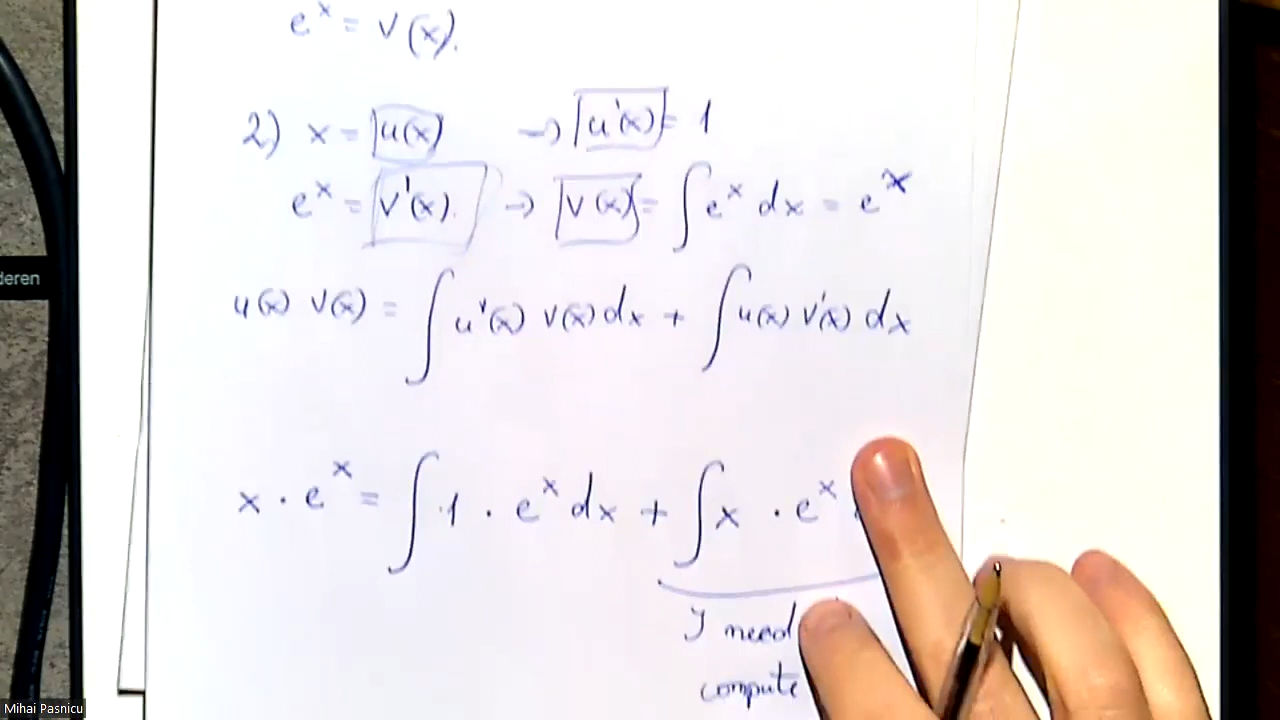 e^x = v(x).
2) x = u(x) → u'(x) = 1
e^x = v'(x). → v(x) = ∫ e^x dx = e^x
u(x) v(x) = ∫ u'(x) v(x) dx + ∫ u(x) v'(x) dx
x · e^x = ∫ 1 · e^x dx + ∫ x · e^x
I need
compute
deren
Mihai Pasnicu